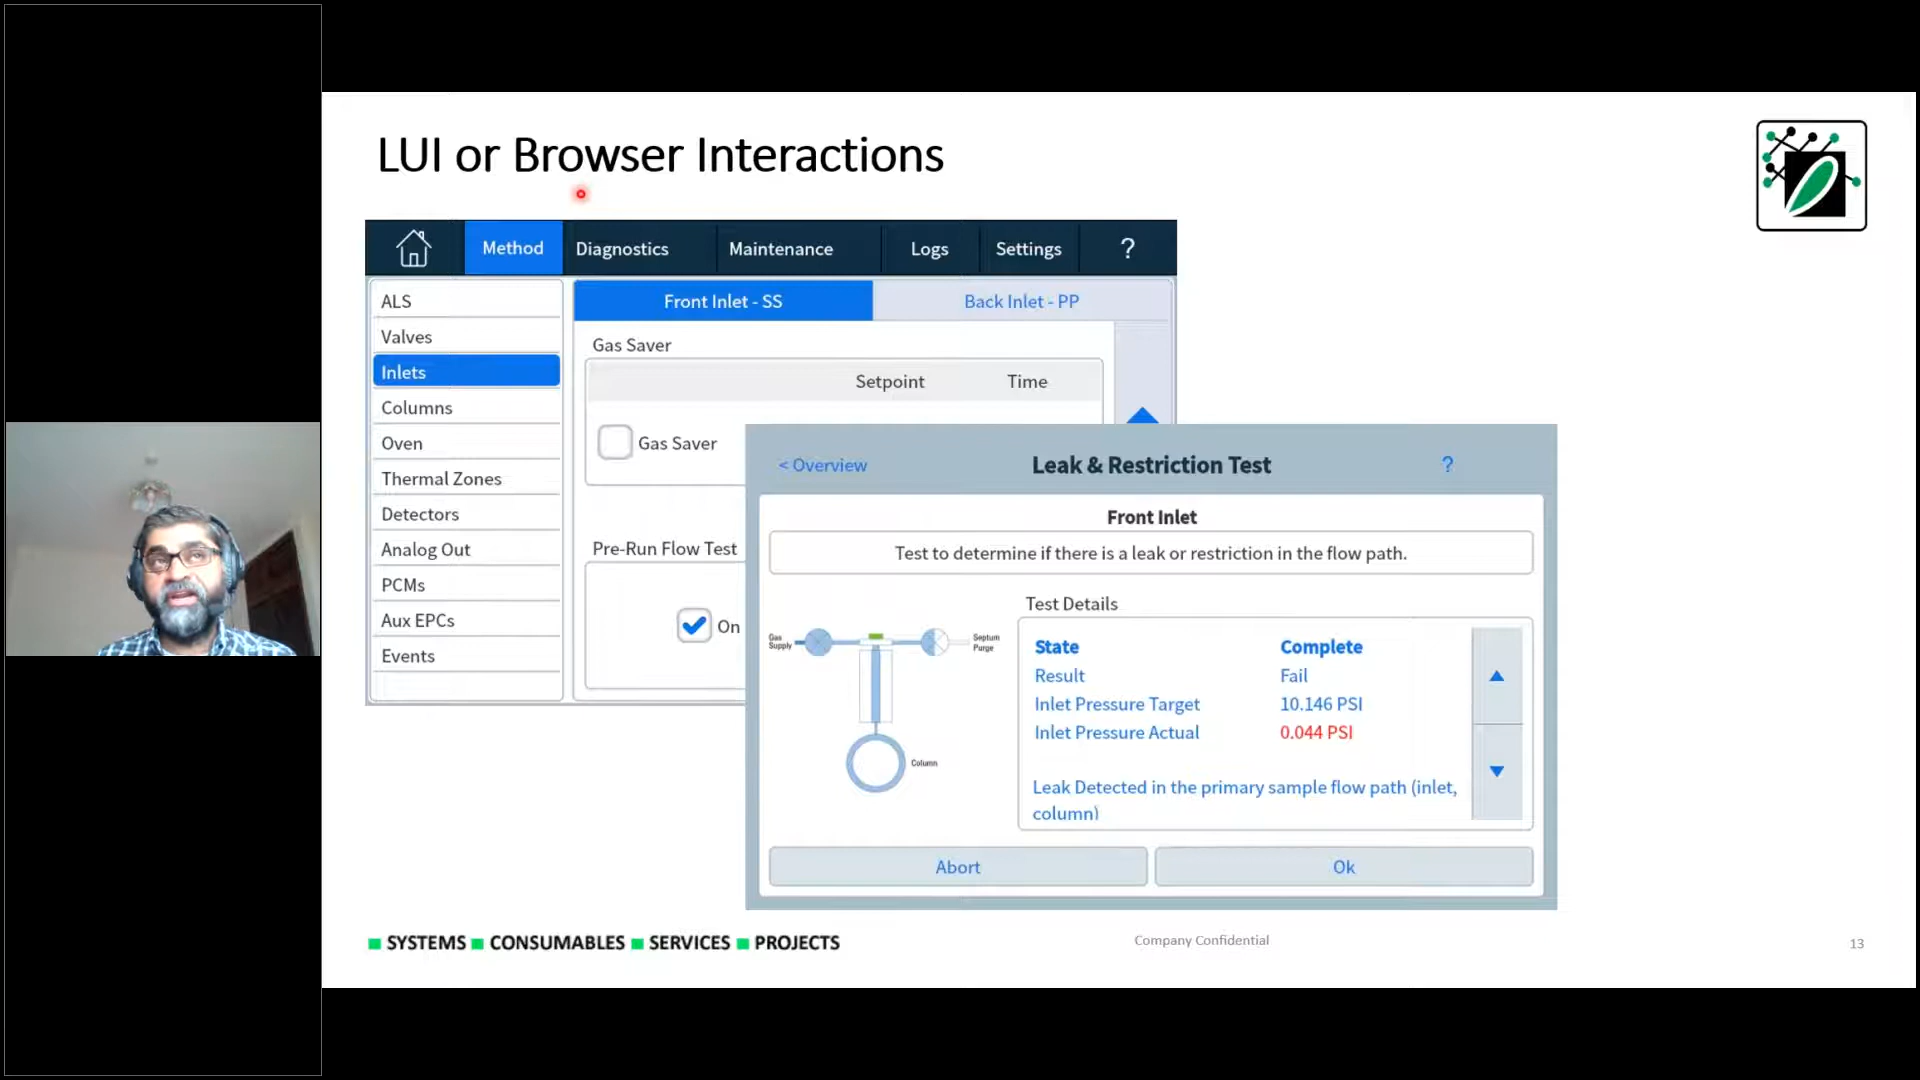 LUI or Browser Interactions
Method Diagnostics Maintenance Logs Settings ?
ALS
Valves
Inlets
Columns
Oven
Thermal Zones
Detectors
Analog Out
PCMs
Aux EPCs
Events
Front Inlet - SS Back Inlet - PP
Gas Saver
Setpoint Time
Gas Saver
Pre-Run Flow Test
On
< Overview Leak & Restriction Test ?
Front Inlet
Test to determine if there is a leak or restriction in the flow path.
Gas Supply
Septum Purge
Column
Test Details
State Complete
Result Fail
Inlet Pressure Target 10.146 PSI
Inlet Pressure Actual 0.044 PSI
Leak Detected in the primary sample flow path (inlet,
column)
Abort Ok
SYSTEMS CONSUMABLES SERVICES PROJECTS
Company Confidential
13